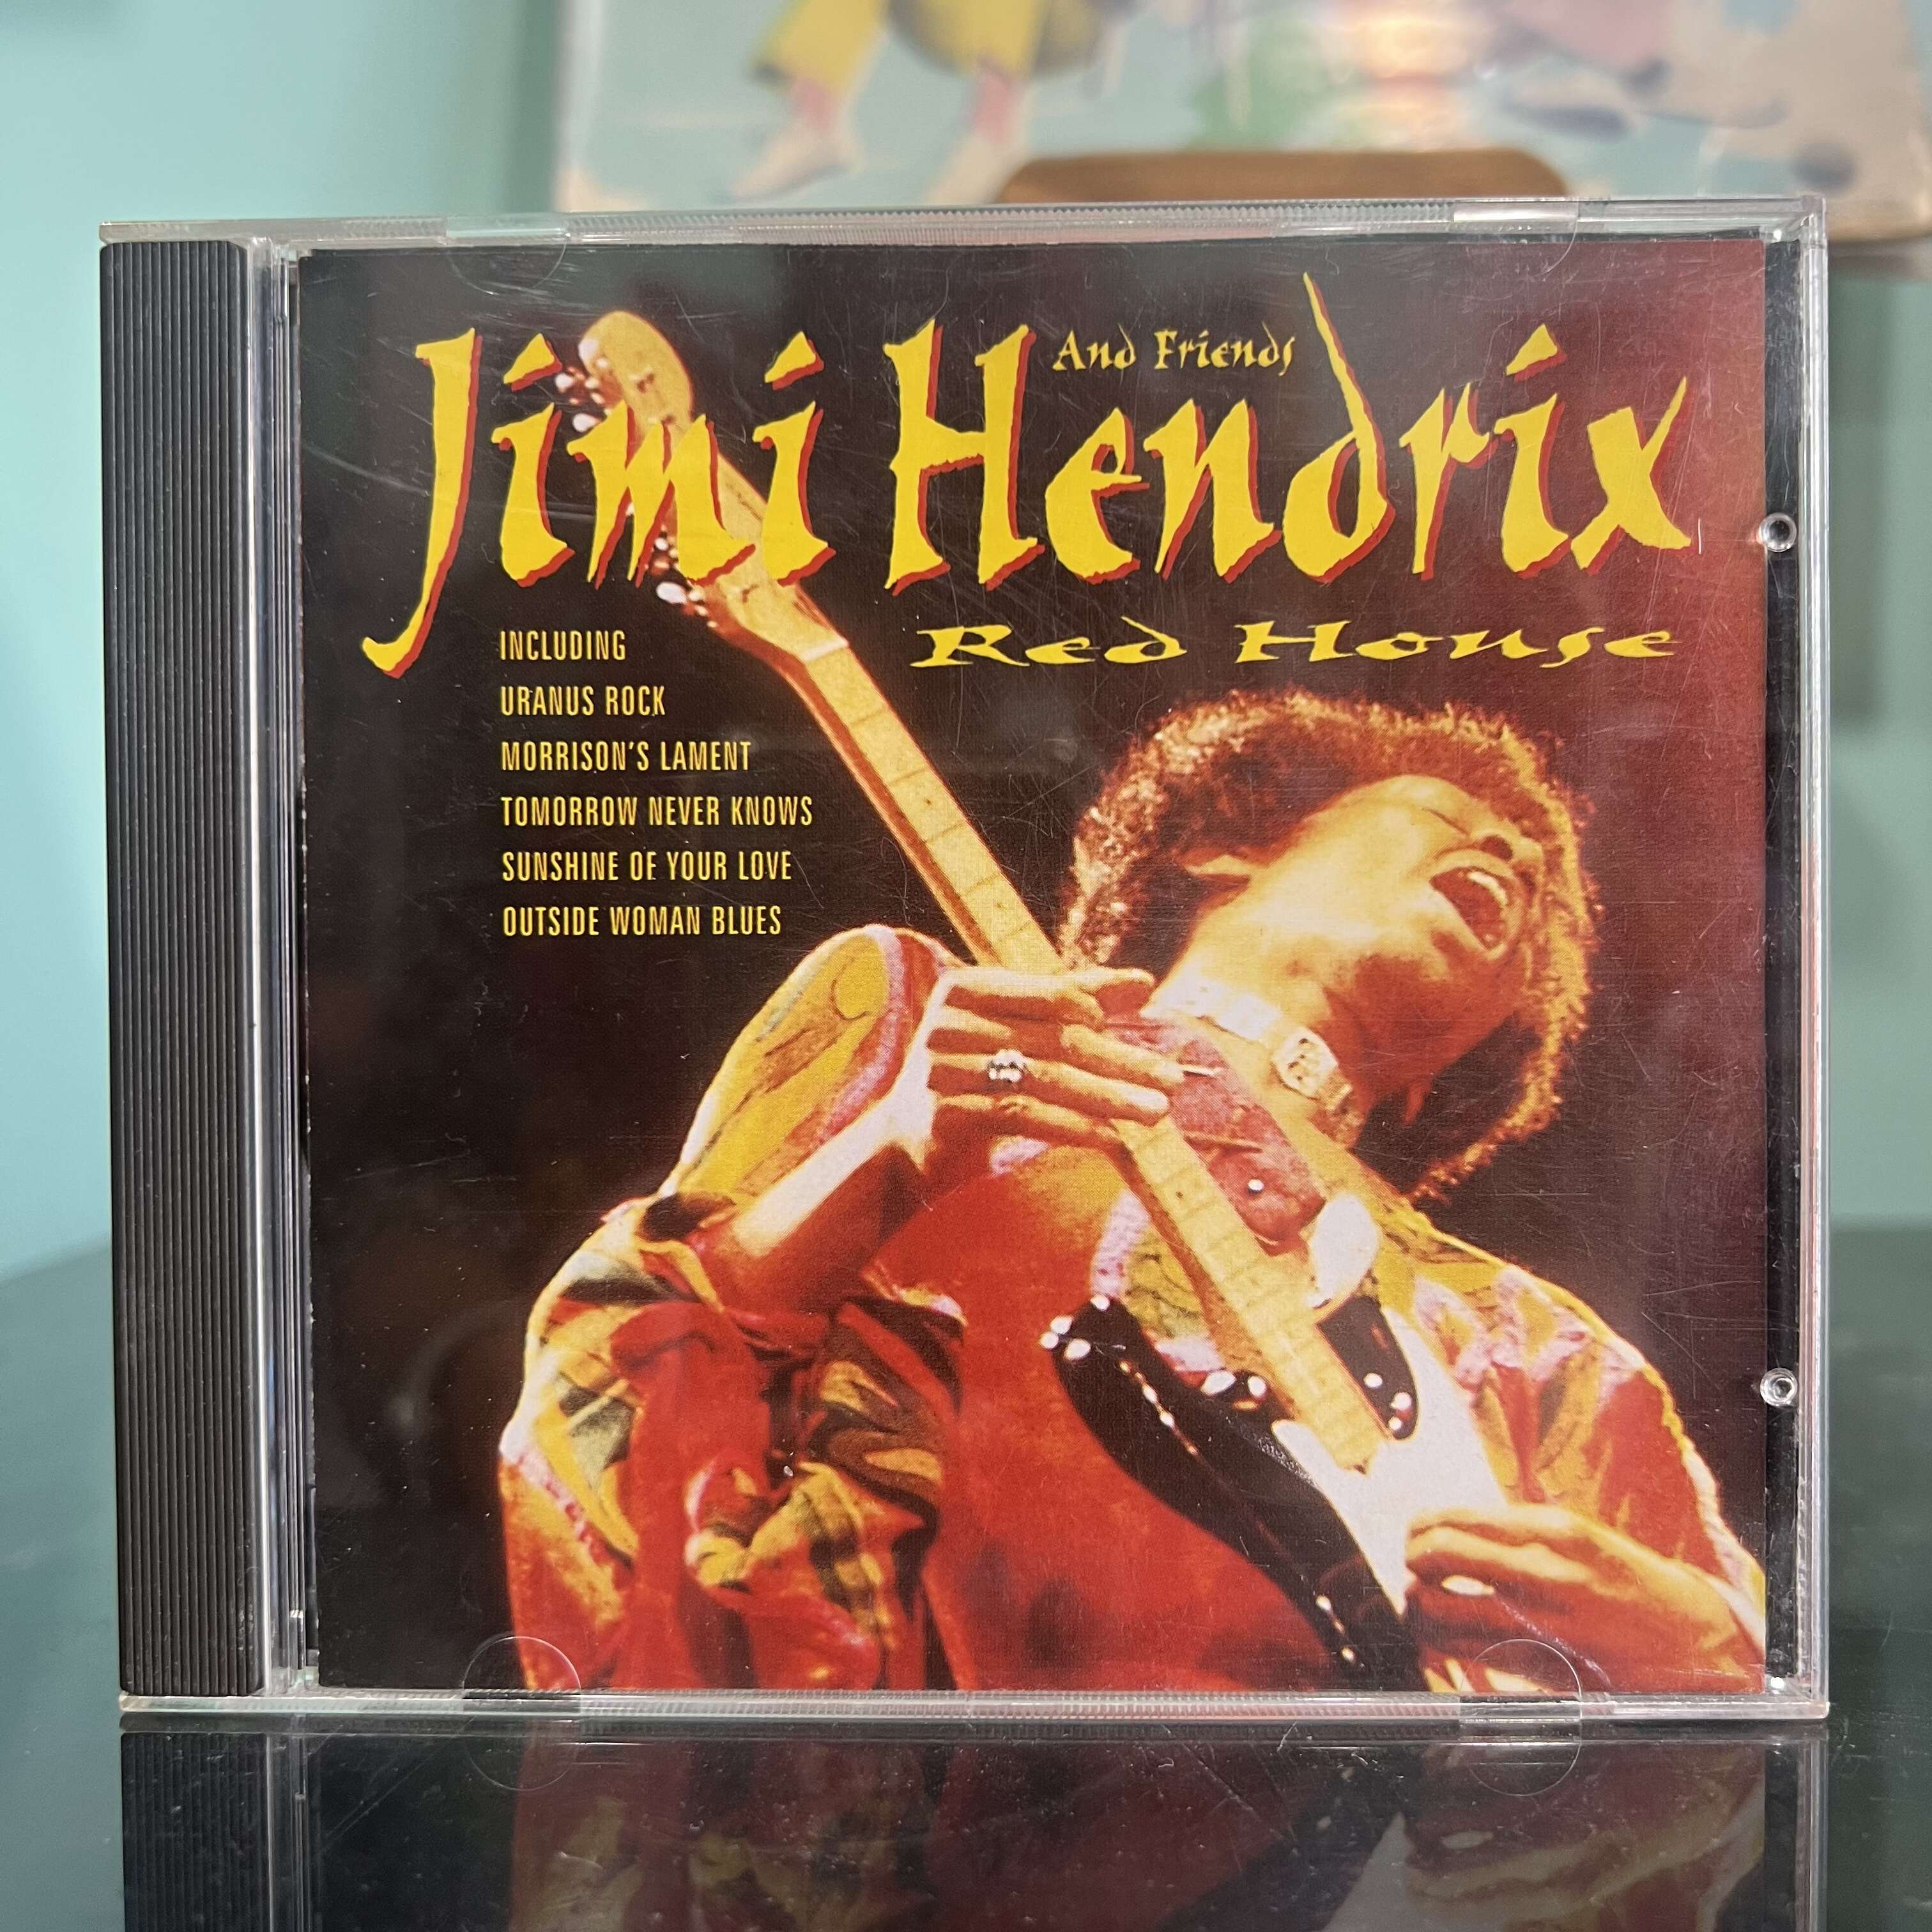 And Friends
Jimi Hendrix
Red House
INCLUDING
URANUS ROCK
MORRISON'S LAMENT
TOMORROW NEVER KNOWS
SUNSHINE OF YOUR LOVE
OUTSIDE WOMAN BLUES